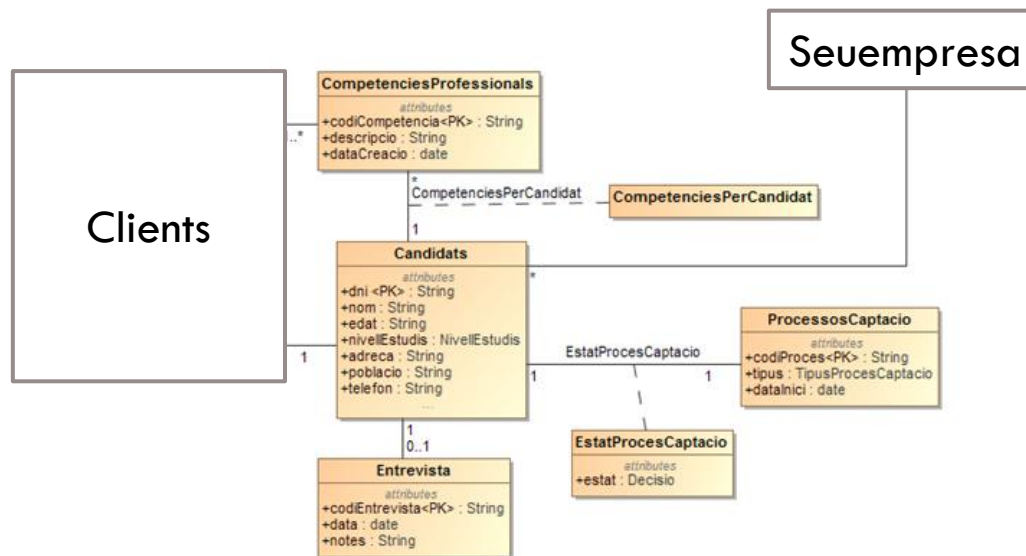 Seuempresa
Clients
CompetenciesProfessionals
attributes
+codiCompetencia<PK> : String
+descripcio : String
+dataCreacio : date
..*
*
CompetenciesPerCandidat
CompetenciesPerCandidat
1
Candidats
attributes
+dni <PK> : String
+nom : String
+edat : String
+nivellEstudis : NivellEstudis
+adreca : String
+poblacio : String
+telefon : String
...
*
1
EstatProcesCaptacio
1
1
ProcessosCaptacio
attributes
+codiProces<PK> : String
+tipus : TipusProcesCaptacio
+dataInici : date
EstatProcesCaptacio
attributes
+estat : Decisio
1
0..1
Entrevista
attributes
+codiEntrevista<PK> : String
+data : date
+notes : String